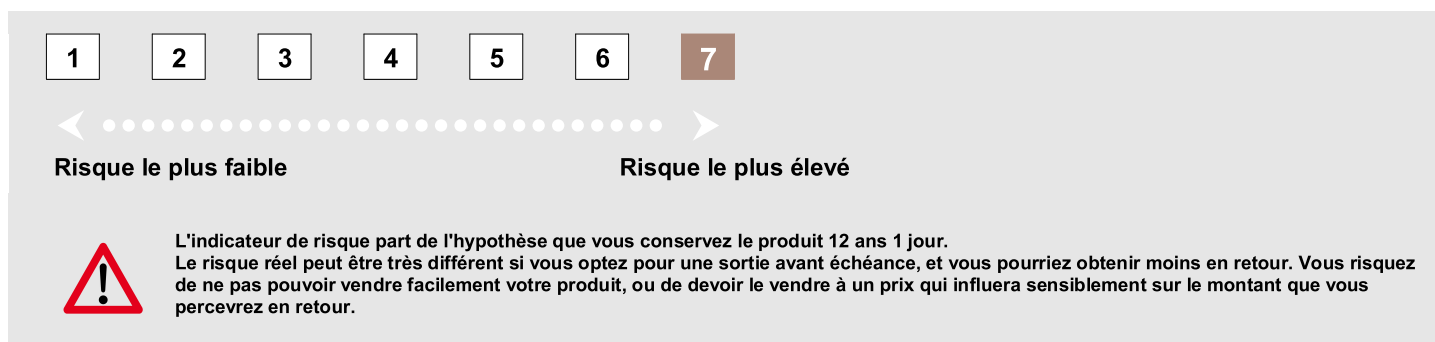 1 2 3 4 5 6 7
Risque le plus faible Risque le plus élevé
!
L'indicateur de risque part de l'hypothèse que vous conservez le produit 12 ans 1 jour.
Le risque réel peut être très différent si vous optez pour une sortie avant échéance, et vous pourriez obtenir moins en retour. Vous risquez
de ne pas pouvoir vendre facilement votre produit, ou de devoir le vendre à un prix qui influera sensiblement sur le montant que vous
percevrez en retour.